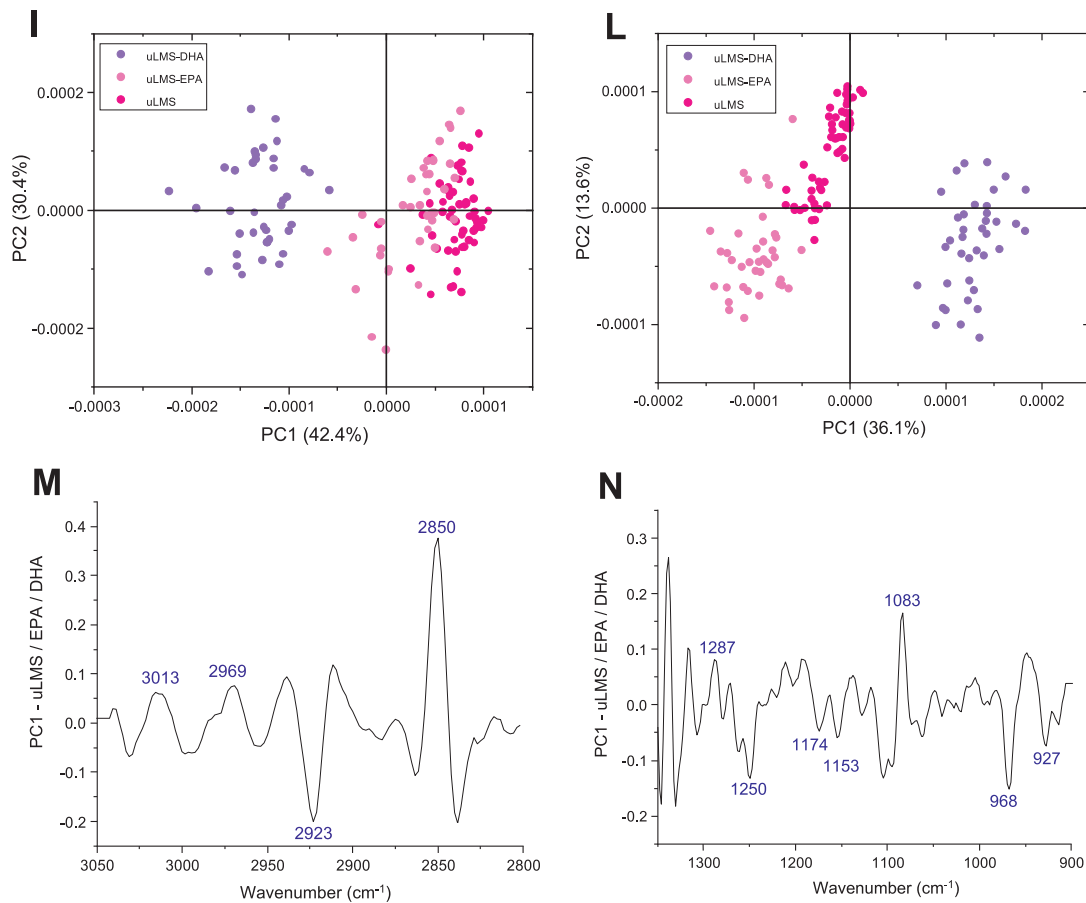 I
uLMS-DHA
uLMS-EPA
uLMS
PC2 (30.4%)
0.0002
0.0000
-0.0002
-0.0003
-0.0002
-0.0001
0.0000
0.0001
PC1 (42.4%)
L
uLMS-DHA
uLMS-EPA
uLMS
PC2 (13.6%)
0.0001
0.0000
-0.0001
-0.0002
-0.0001
0.0000
0.0001
0.0002
PC1 (36.1%)
M
PC1 - uLMS / EPA / DHA
0.4
0.3
0.2
0.1
0.0
-0.1
-0.2
2850
3013
2969
2923
3050
3000
2950
2900
2850
2800
Wavenumber (cm⁻¹)
N
PC1 - uLMS / EPA / DHA
0.3
0.2
0.1
0.0
-0.1
-0.2
1083
1287
1174
1153
1250
927
968
1300
1200
1100
1000
900
Wavenumber (cm⁻¹)